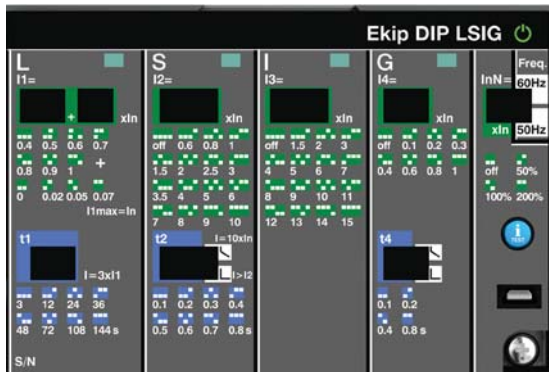 Ekip DIP LSIG
L
I1=
+
xIn
0.4 0.5 0.6 0.7
0.8 0.9 1 +
0 0.02 0.05 0.07
I1max=In
t1
I=3xI1
3 12 24 36
48 72 108 144 s
S/N
S
I2=
xIn
off 0.6 0.8 1
1.5 2 2.5 3
3.5 4 5 6
7 8 9 10
t2
I=10xIn
I>I2
0.1 0.2 0.3 0.4
0.5 0.6 0.7 0.8s
I
I3=
xIn
off 1.5 2 3
4 5 6 7
8 9 10 11
12 13 14 15
G
I4=
xIn
off 0.1 0.2 0.3
0.4 0.6 0.8 1
t4
0.1 0.2
0.4 0.8 s
Freq.
InN=
60Hz
xIn
50Hz
off 50%
100% 200%
i
TEST